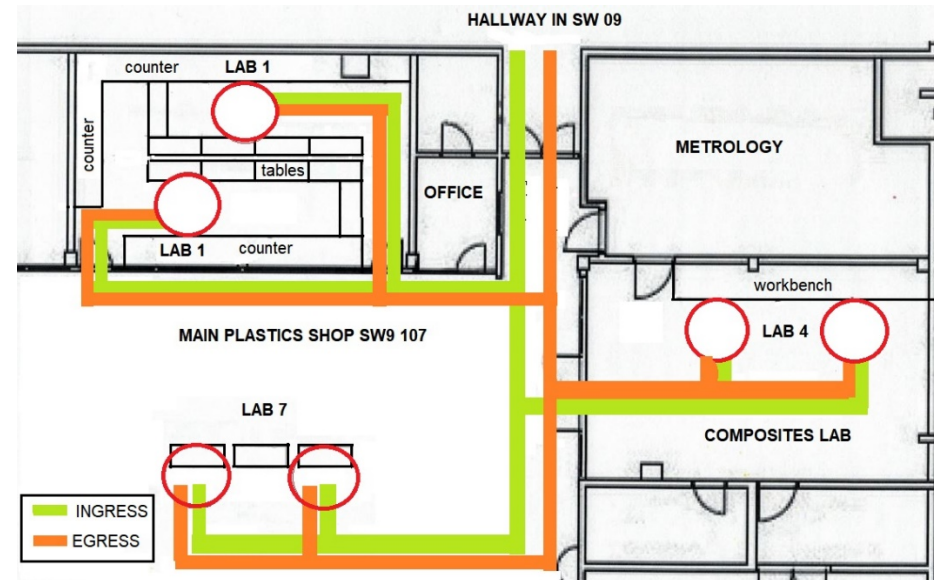 HALLWAY IN SW 09
counter
LAB 1
counter
METROLOGY
tables
OFFICE
LAB 1
counter
workbench
LAB 4
MAIN PLASTICS SHOP SW9 107
LAB 7
COMPOSITES LAB
INGRESS
EGRESS